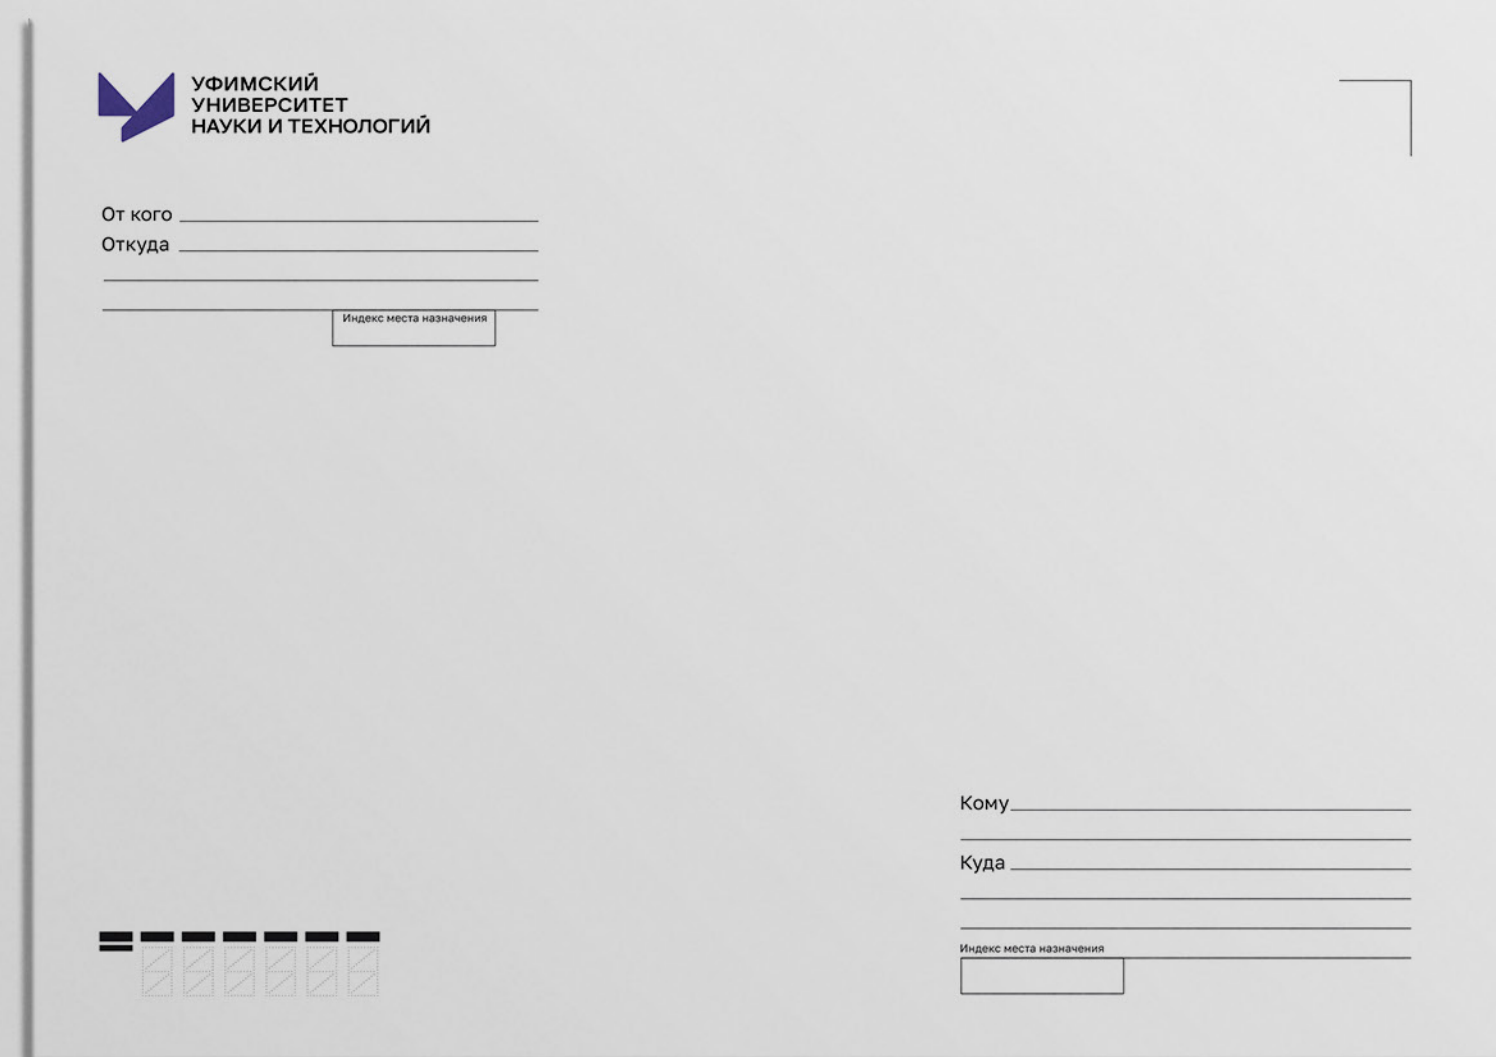 УФИМСКИЙ
УНИВЕРСИТЕТ
НАУКИ И ТЕХНОЛОГИЙ
От кого
Откуда
Индекс места назначения
Кому
Куда
Индекс места назначения